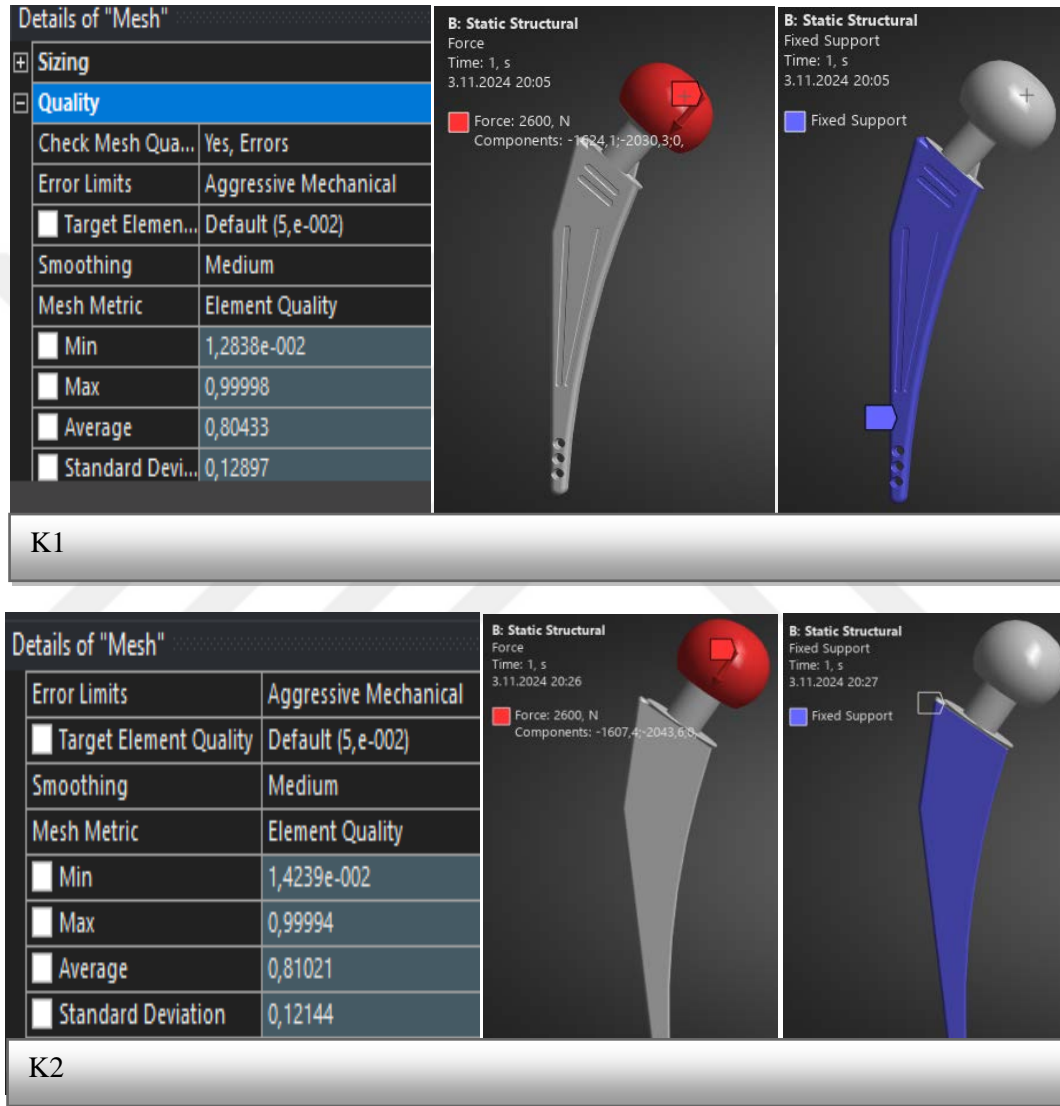 Details of "Mesh"
Sizing
Quality
Check Mesh Qua... Yes, Errors
Error Limits Aggressive Mechanical
Target Elemen... Default (5,e-002)
Smoothing Medium
Mesh Metric Element Quality
Min 1,2838e-002
Max 0,99998
Average 0,80433
Standard Devi... 0,12897
B: Static Structural
Force
Time: 1, s
3.11.2024 20:05
Force: 2600, N
Components: -1624,1;-2030,3;0,
B: Static Structural
Fixed Support
Time: 1, s
3.11.2024 20:05
Fixed Support
K1
Details of "Mesh"
Error Limits Aggressive Mechanical
Target Element Quality Default (5,e-002)
Smoothing Medium
Mesh Metric Element Quality
Min 1,4239e-002
Max 0,99994
Average 0,81021
Standard Deviation 0,12144
B: Static Structural
Force
Time: 1, s
3.11.2024 20:26
Force: 2600, N
Components: -1607,4;-2043,6;0,
B: Static Structural
Fixed Support
Time: 1, s
3.11.2024 20:27
Fixed Support
K2